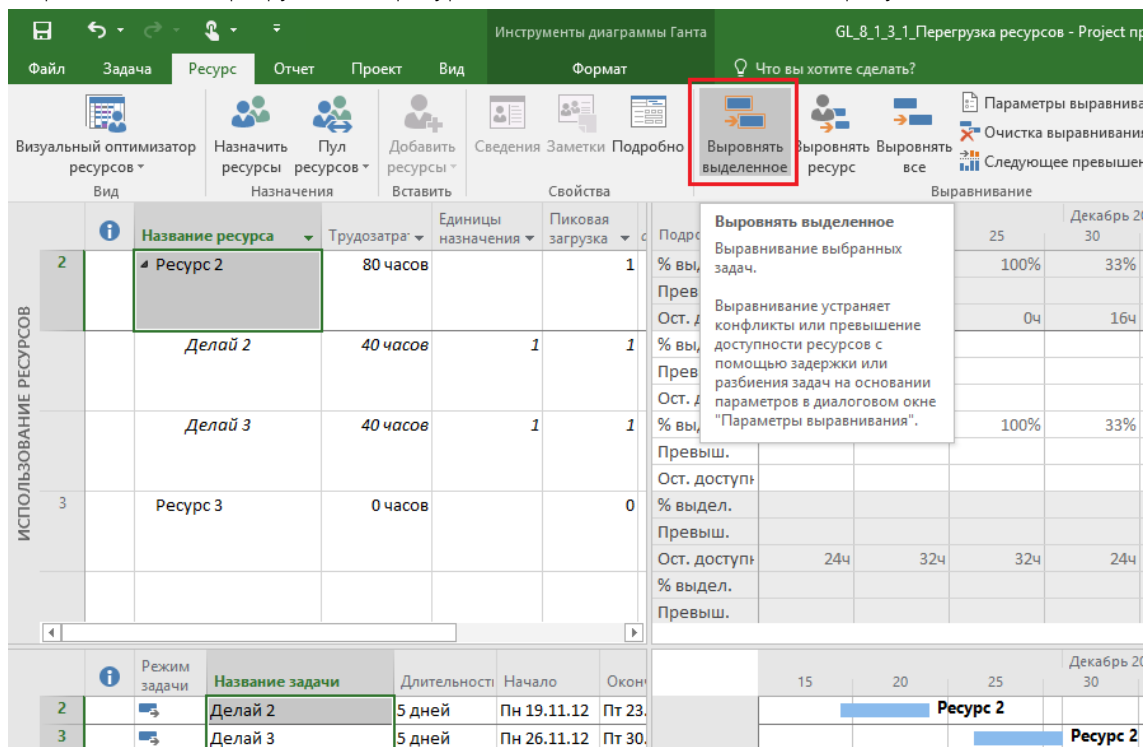 Инструменты диаграммы Ганта
GL_8_1_3_1_Перегрузка ресурсов - Project пр
Файл Задача Ресурс Отчет Проект Вид Формат Что вы хотите сделать?
Визуальный оптимизатор ресурсов
Назначить ресурсы
Пул ресурсов
Добавить ресурсы
Сведения Заметки Подробно
Выровнять выделенное
Выровнять ресурс
Выровнять все
Параметры выравнива
Очистка выравнивания
Следующее превышен
Вид Назначения Вставить Свойства Выравнивание
Название ресурса Трудозатра Единицы назначения Пиковая загрузка Подро 25 Декабрь 20 30
2 Ресурс 2 80 часов 1 % вы 100% 33%
Прев
Ост. д 0ч 16ч
Делай 2 40 часов 1 1 % вы
Прев
Ост. д
Делай 3 40 часов 1 1 % вы 100% 33%
Превыш.
Ост. доступн
3 Ресурс 3 0 часов 0 % выдел.
Превыш.
Ост. доступн 24ч 32ч 32ч 24ч
% выдел.
Превыш.
Выровнять выделенное
Выравнивание выбранных
задач.
Выравнивание устраняет
конфликты или превышение
доступности ресурсов с
помощью задержки или
разбиения задач на основании
параметров в диалоговом окне
"Параметры выравнивания".
ИСПОЛЬЗОВАНИЕ РЕСУРСОВ
Режим задачи Название задачи Длительност Начало Окон 15 20 25 Декабрь 20 30
2 Делай 2 5 дней Пн 19.11.12 Пт 23. Ресурс 2
3 Делай 3 5 дней Пн 26.11.12 Пт 30. Ресурс 2